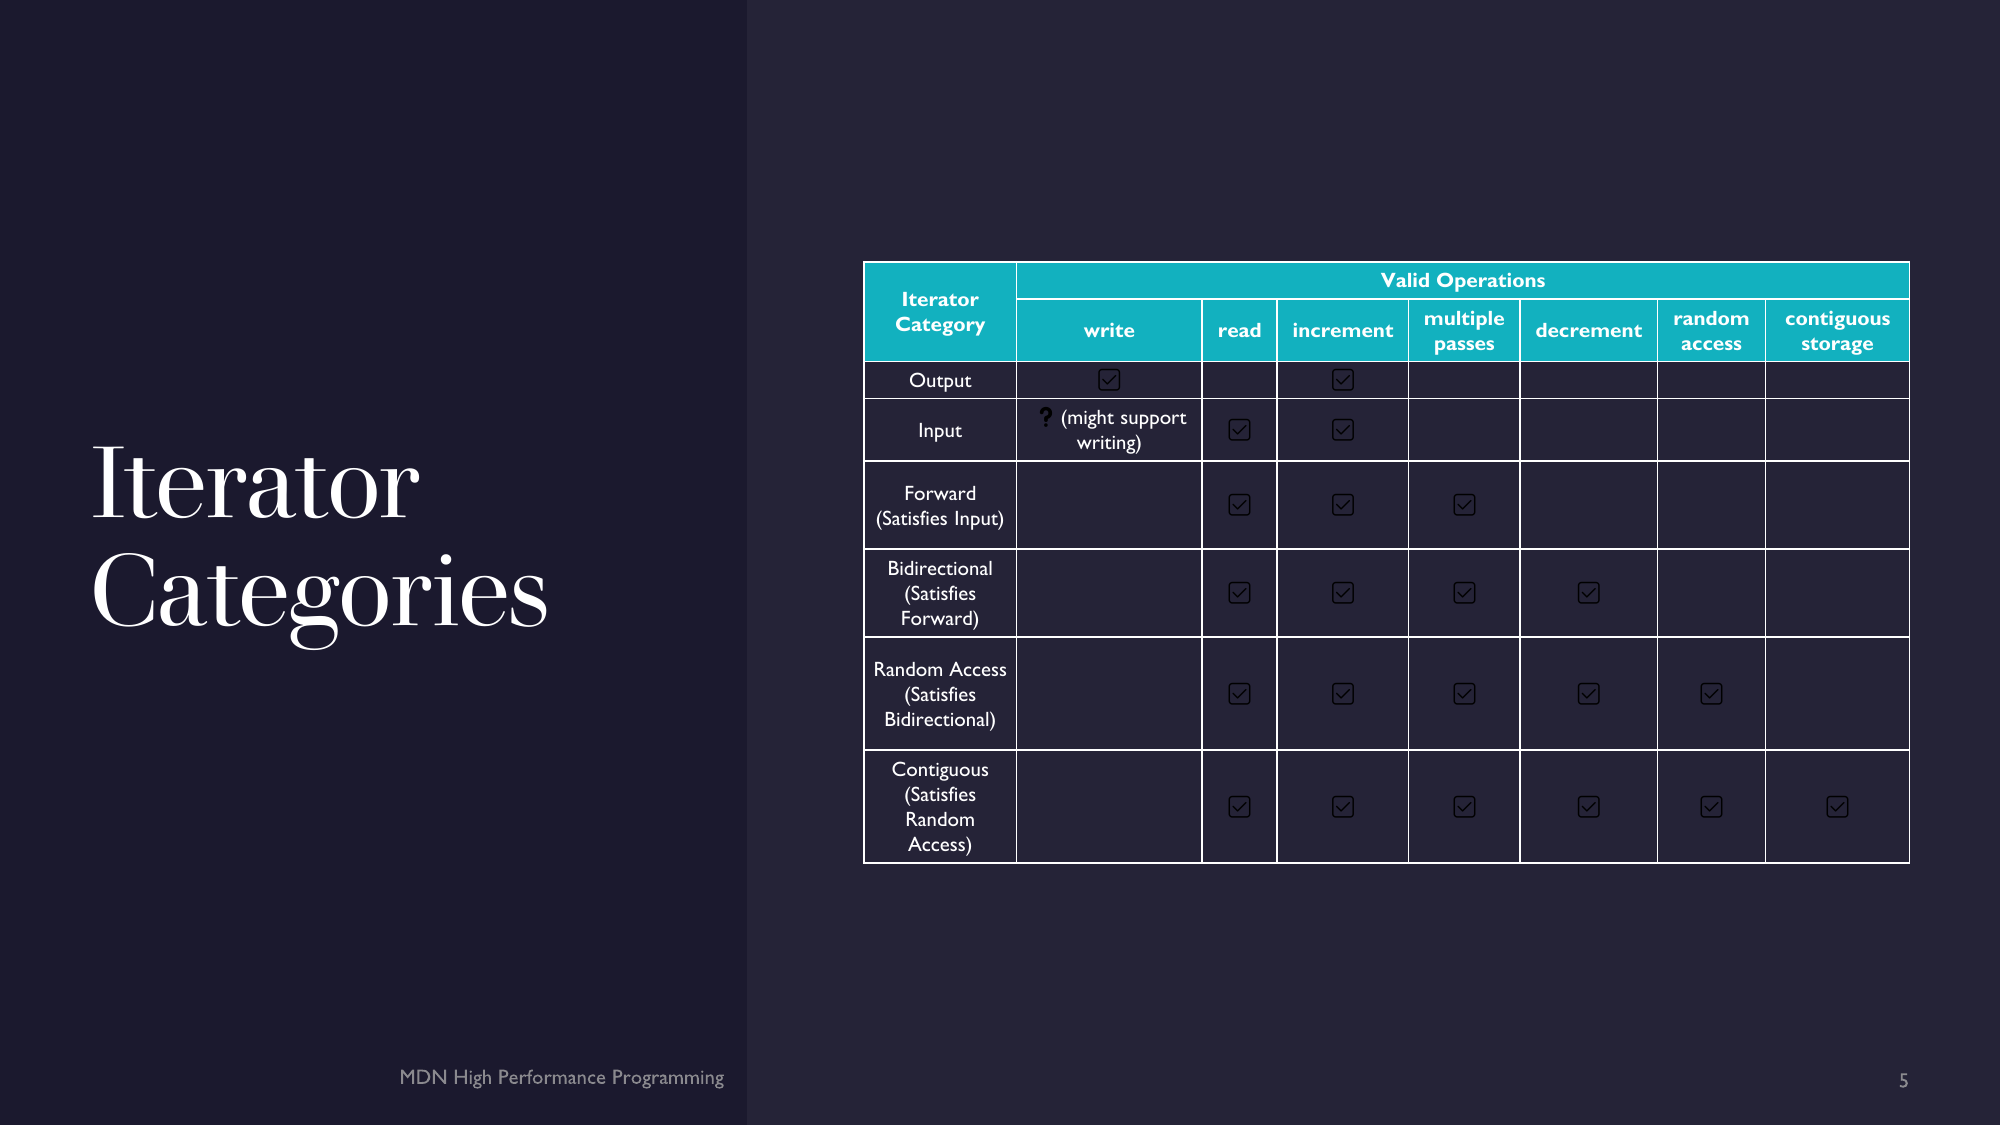 Iterator
Categories
Iterator
Category
Valid Operations
write
read
increment
multiple
passes
decrement
random
access
contiguous
storage
Output
☑
☑
Input
❓ (might support
writing)
☑
☑
Forward
(Satisfies Input)
☑
☑
☑
Bidirectional
(Satisfies
Forward)
☑
☑
☑
☑
Random Access
(Satisfies
Bidirectional)
☑
☑
☑
☑
☑
Contiguous
(Satisfies
Random
Access)
☑
☑
☑
☑
☑
☑
MDN High Performance Programming
5